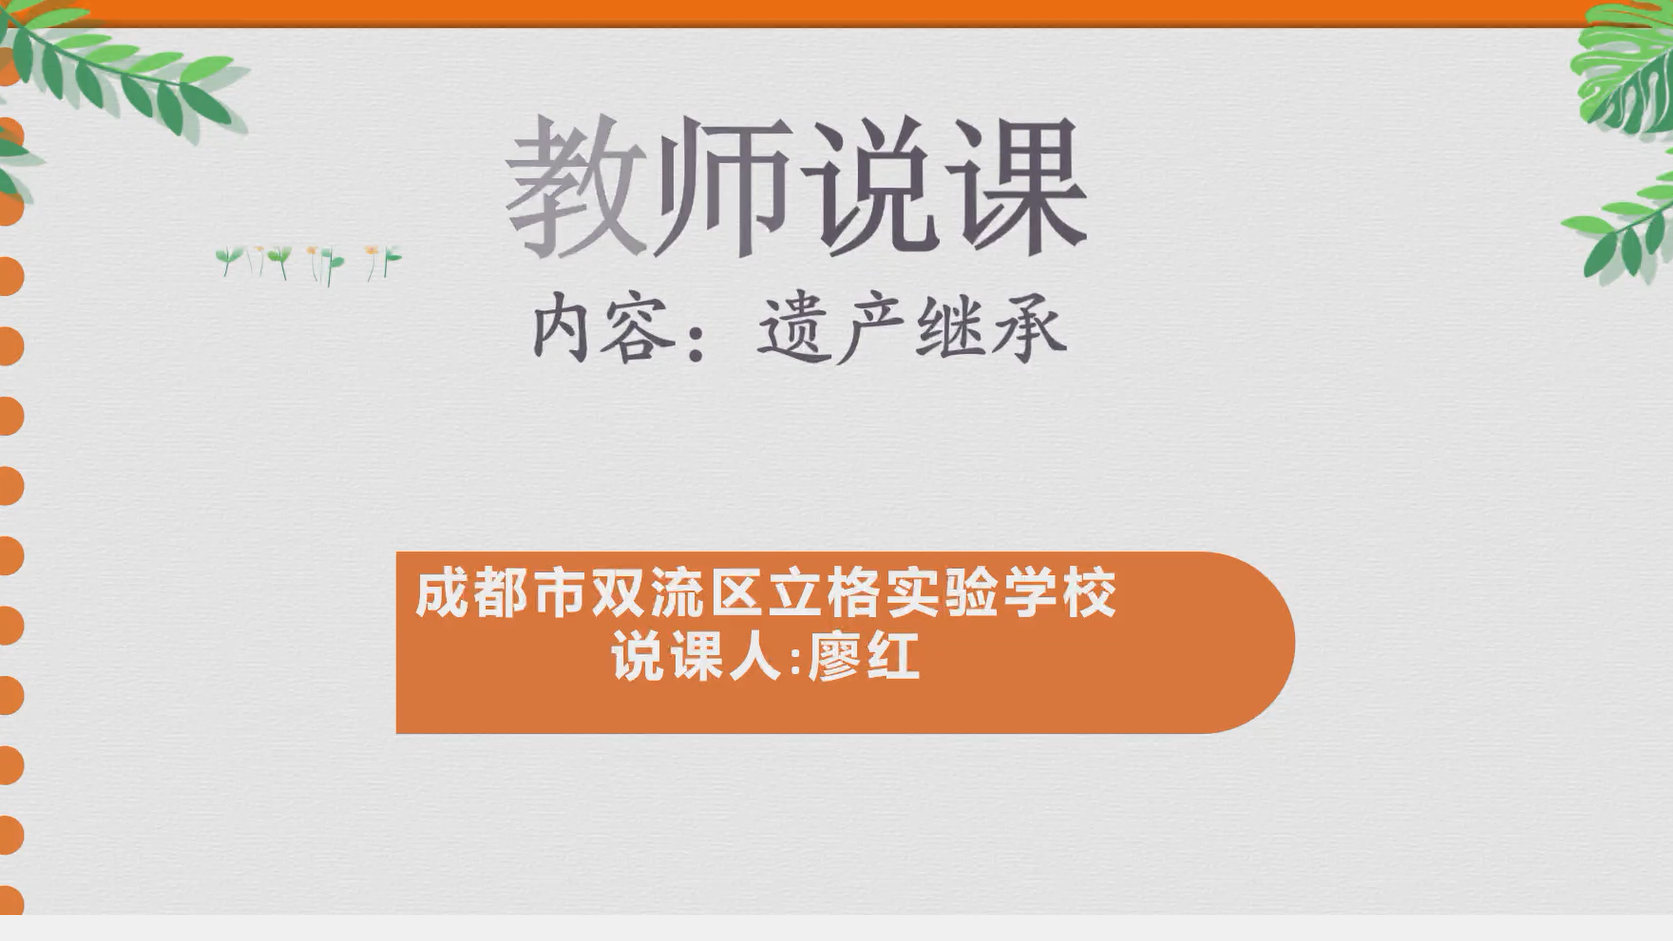 教师说课
内容：遗产继承
成都市双流区立格实验学校
说课人:廖红